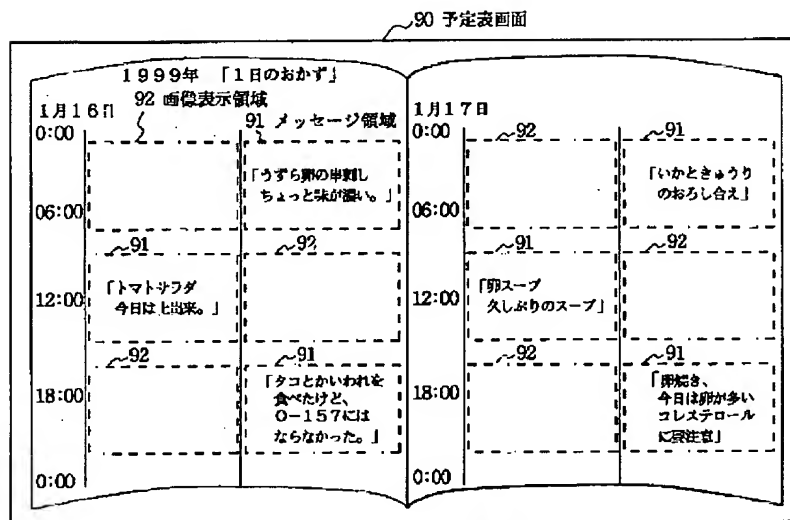 90 予定表画面
1999年 「1日のおかず」
1月16日
92 画像表示領域
91 メッセージ領域
0:00
「うずら卵の串刺し
ちょっと味が濃い。」
06:00
91
92
「トマトサラダ
今日は上出来。」
12:00
92
91
「タコとかいわれを
食べたけど、
O-157には
ならなかった。」
18:00
0:00
1月17日
0:00
92
91
「いかときゅうり
のおろし合え」
06:00
91
92
「卵スープ
久しぶりのスープ」
12:00
92
91
「卵焼き、
今日は卵が多い
コレステロール
に要注意」
18:00
0:00